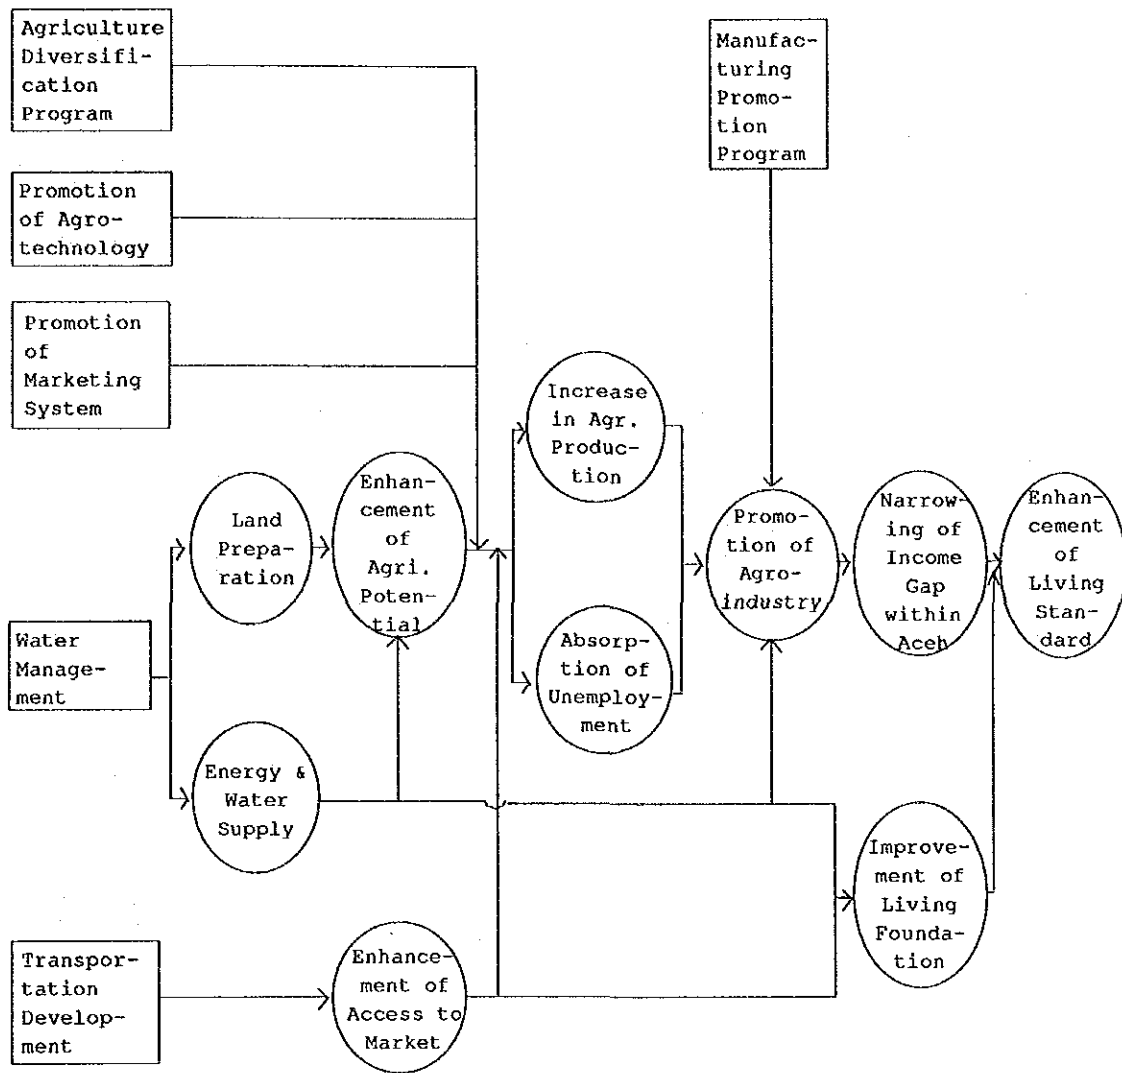 Agriculture
Diversifi-
cation
Program
Manufac-
turing
Promo-
tion
Program
Promotion
of Agro-
technology
Promotion
of
Marketing
System
Increase
in Agr.
Produc-
tion
Land
Prepa-
ration
Enhan-
cement
of
Agri.
Poten-
tial
Promo-
tion of
Agro-
industry
Narrow-
ing of
Income
Gap
within
Aceh
Enhan-
cement
of
Living
Stan-
dard
Water
Manage-
ment
Absorp-
tion of
Unemploy-
ment
Energy &
Water
Supply
Improve-
ment of
Living
Founda-
tion
Transpor-
tation
Develop-
ment
Enhance-
ment of
Access to
Market